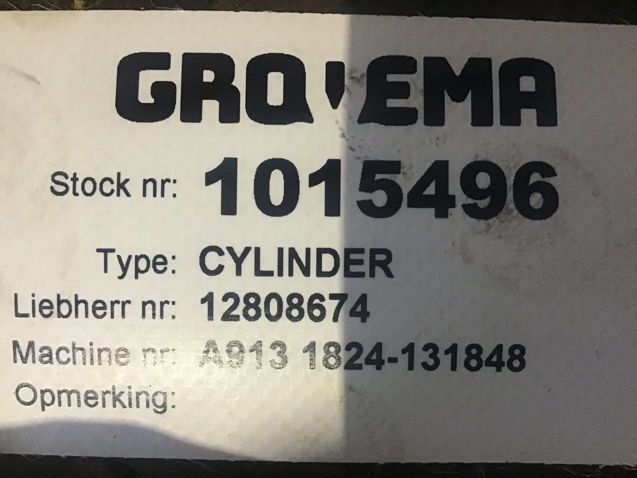 GROVEMA
Stock nr: 1015496
Type: CYLINDER
Liebherr nr: 12808674
Machine nr: A913 1824-131848
Opmerking: